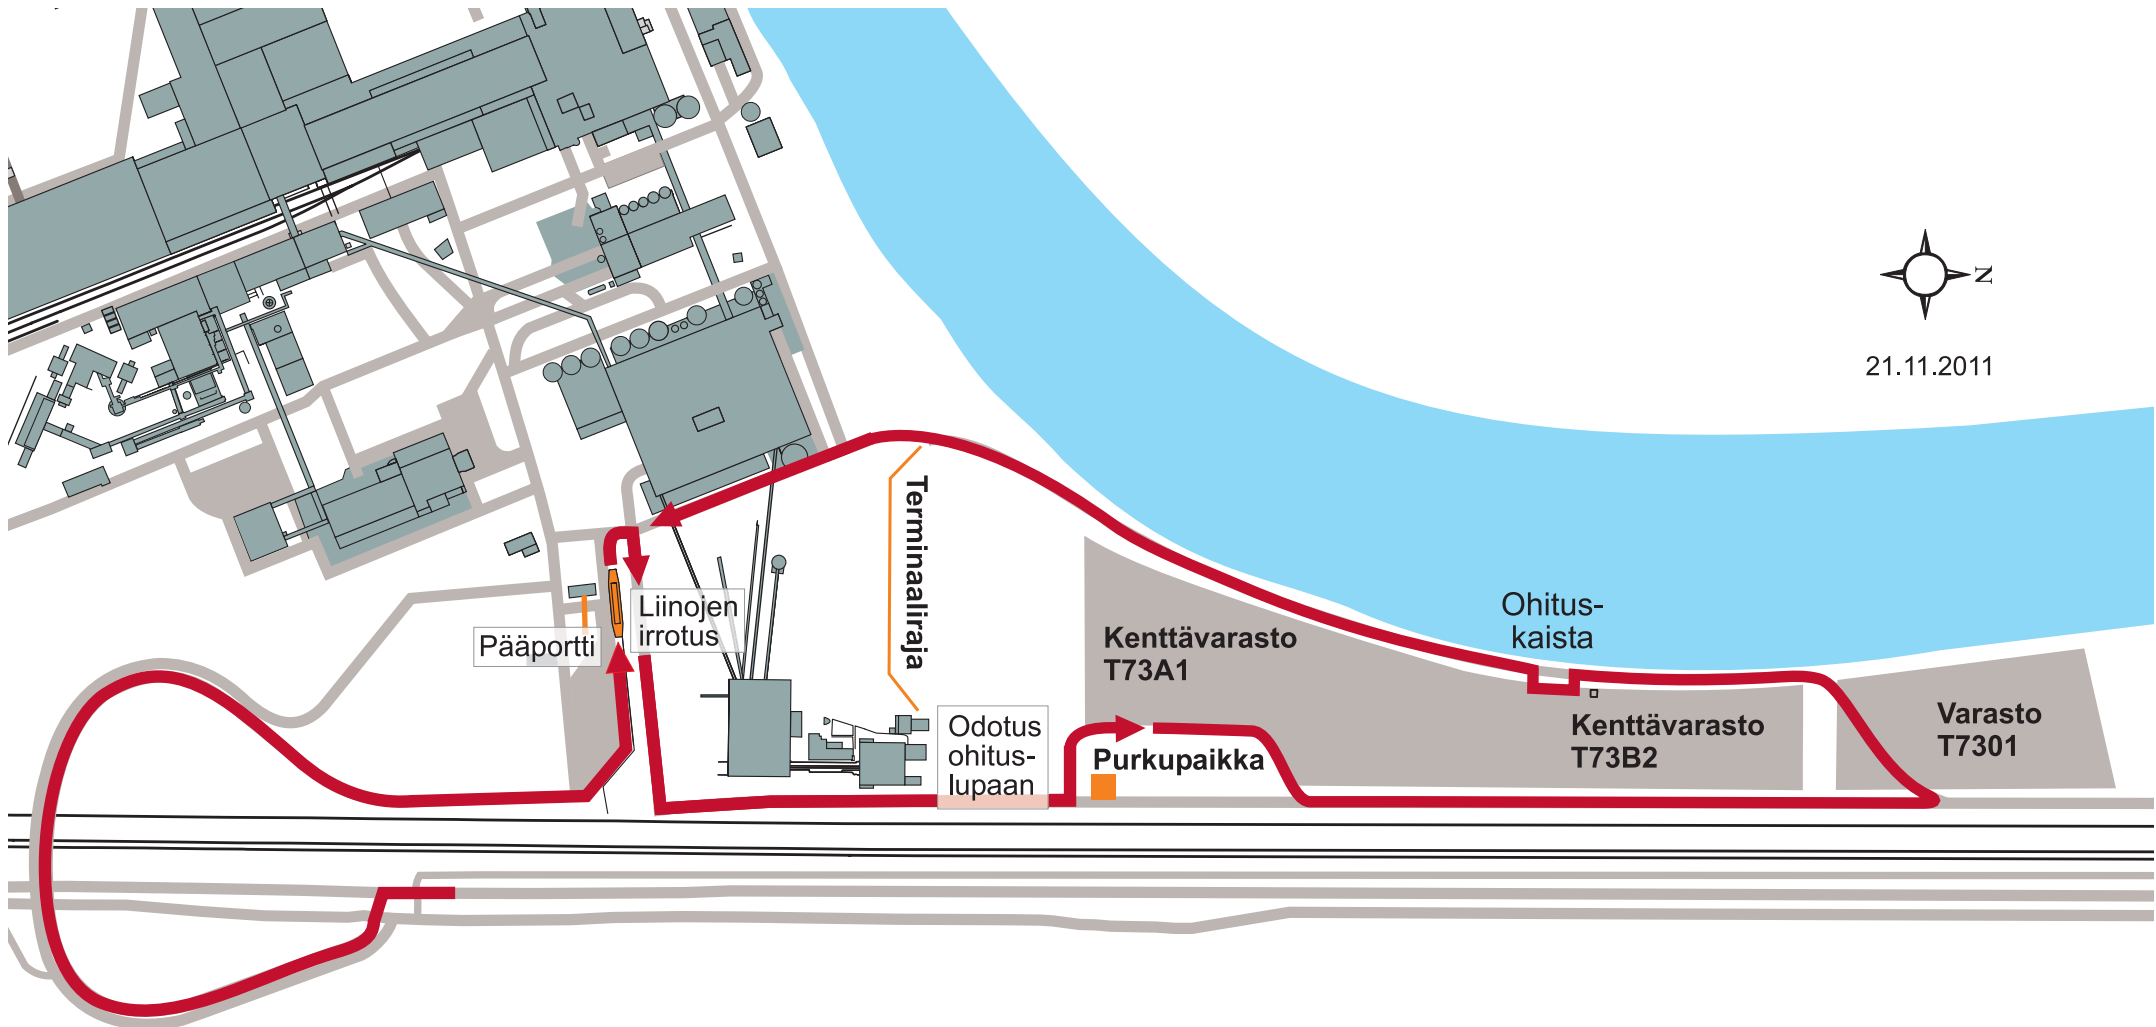 N
21.11.2011
Terminaaliraja
Liinojen
irrotus
Pääportti
Ohitus-
kaista
Kenttävarasto
T73A1
Kenttävarasto
T73B2
Varasto
T7301
Odotus
ohitus-
lupaan
Purkupaikka